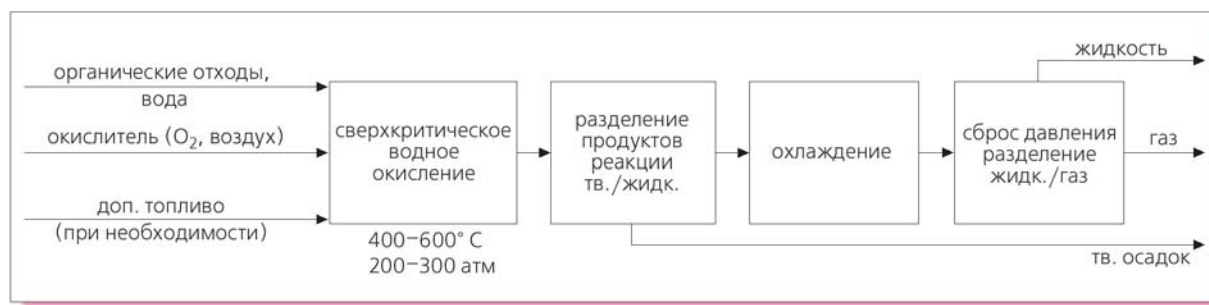 органические отходы,
вода
окислитель (O₂, воздух)
доп. топливо
(при необходимости)
сверхкритическое
водное
окисление
400–600° C
200–300 атм
разделение
продуктов
реакции
тв./жидк.
охлаждение
сброс давления
разделение
жидк./газ
жидкость
газ
тв. осадок